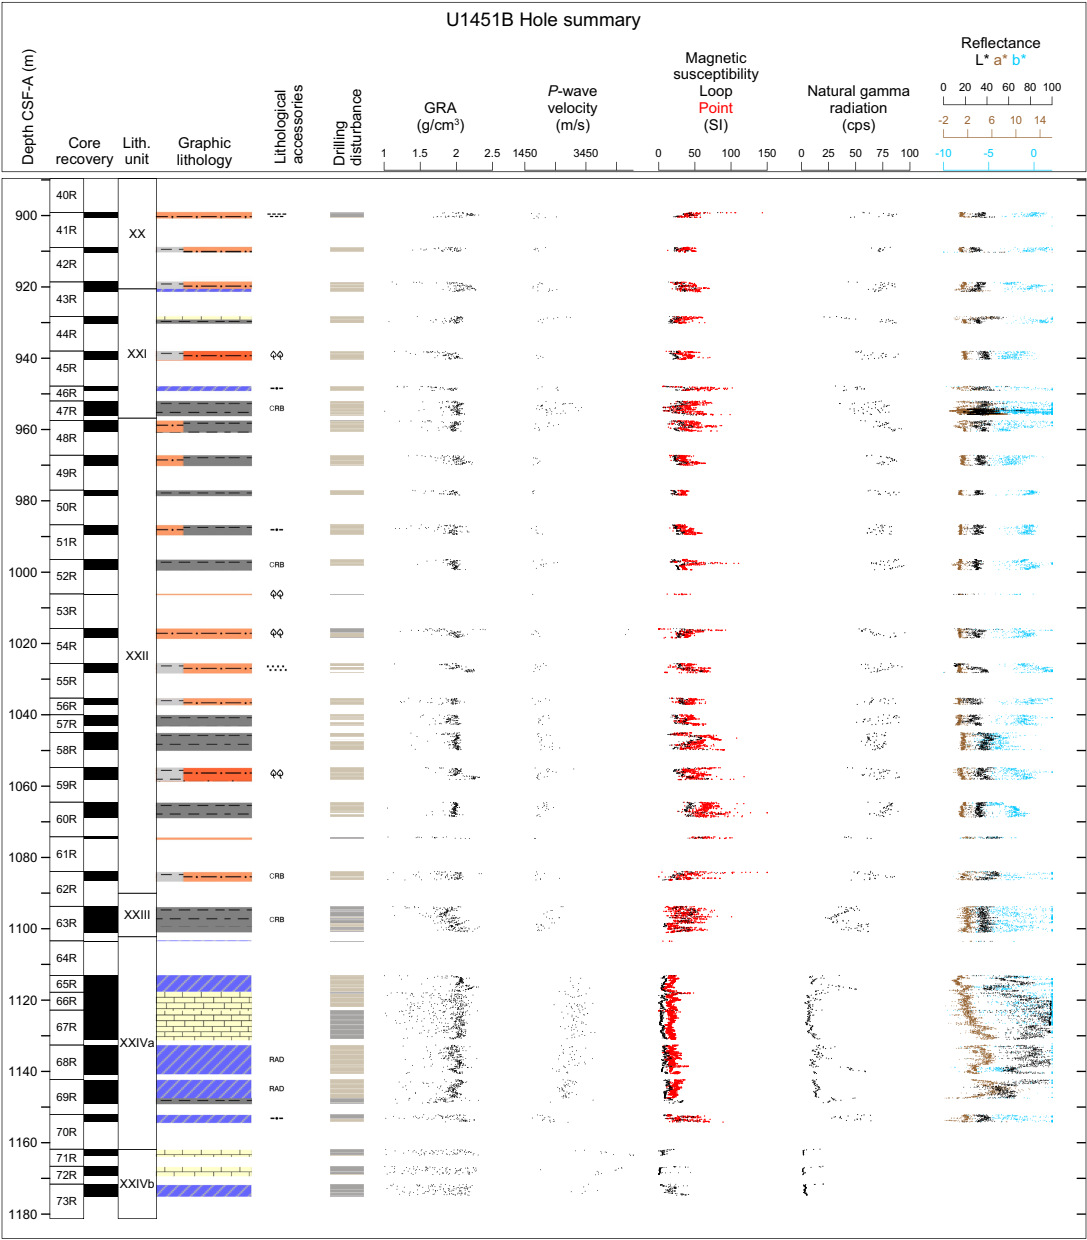 U1451B Hole summary
Depth CSF-A (m)
Core
recovery
Lith.
unit
Graphic
lithology
Lithological
accessories
Drilling
disturbance
GRA
(g/cm³)
P-wave
velocity
(m/s)
Magnetic
susceptibility
Loop
Point
(SI)
Natural gamma
radiation
(cps)
Reflectance
L* a* b*
0 20 40 60 80 100
-2 2 6 10 14
-10 -5 0
1 1.5 2 2.5
1450 3450
0 50 100 150
0 25 50 75 100
40R
900
41R
XX
42R
920
43R
44R
XXI
940
45R
46R
47R
CRB
960
48R
49R
980
50R
51R
1000
52R
CRB
53R
1020
54R
XXII
55R
1040
56R
57R
58R
1060
59R
60R
1080
61R
62R
CRB
1100
63R
XXIII
CRB
64R
65R
1120
66R
67R
XXIVa
1140
68R
RAD
69R
RAD
1160
70R
71R
72R
XXIVb
73R
1180